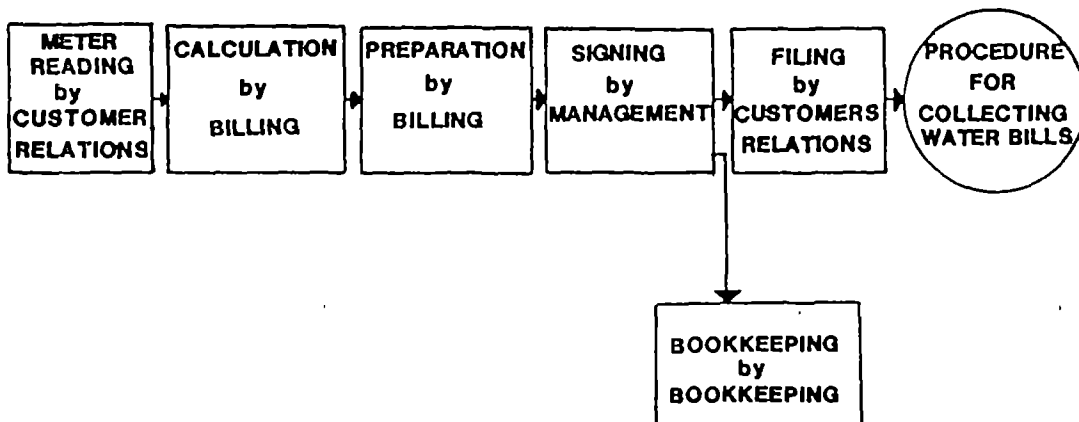 METER
READING
by
CUSTOMER
RELATIONS
CALCULATION
by
BILLING
PREPARATION
by
BILLING
SIGNING
by
MANAGEMENT
FILING
by
CUSTOMERS
RELATIONS
PROCEDURE
FOR
COLLECTING
WATER BILLS
BOOKKEEPING
by
BOOKKEEPING